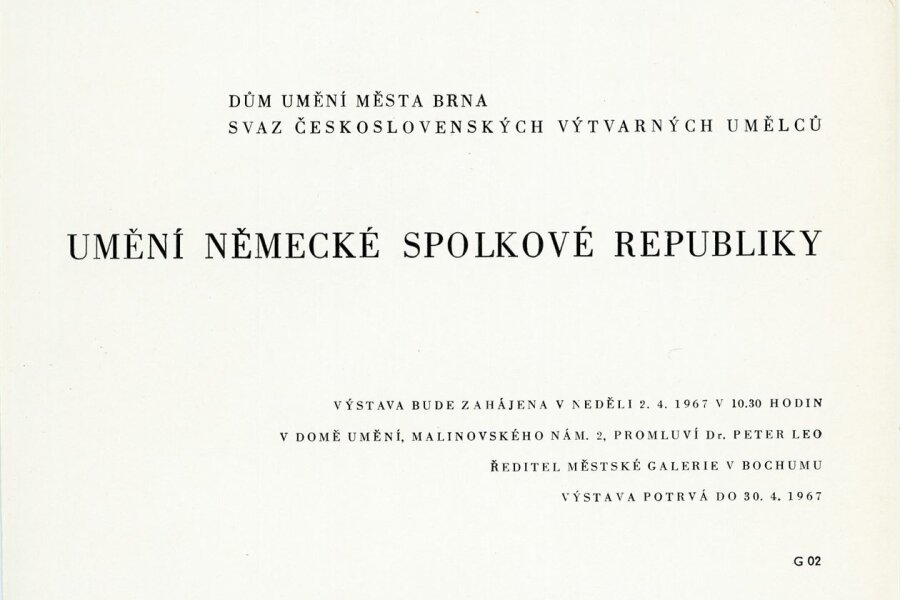 DŮM UMĚNÍ MĚSTA BRNA
SVAZ ČESKOSLOVENSKÝCH VÝTVARNÝCH UMĚLCŮ
UMĚNÍ NĚMECKÉ SPOLKOVÉ REPUBLIKY
VÝSTAVA BUDE ZAHÁJENA V NEDĚLI 2. 4. 1967 V 10.30 HODIN
V DOMĚ UMĚNÍ, MALINOVSKÉHO NÁM. 2, PROMLUVÍ Dr. PETER LEO
ŘEDITEL MĚSTSKÉ GALERIE V BOCHUMU
VÝSTAVA POTRVÁ DO 30. 4. 1967
G 02